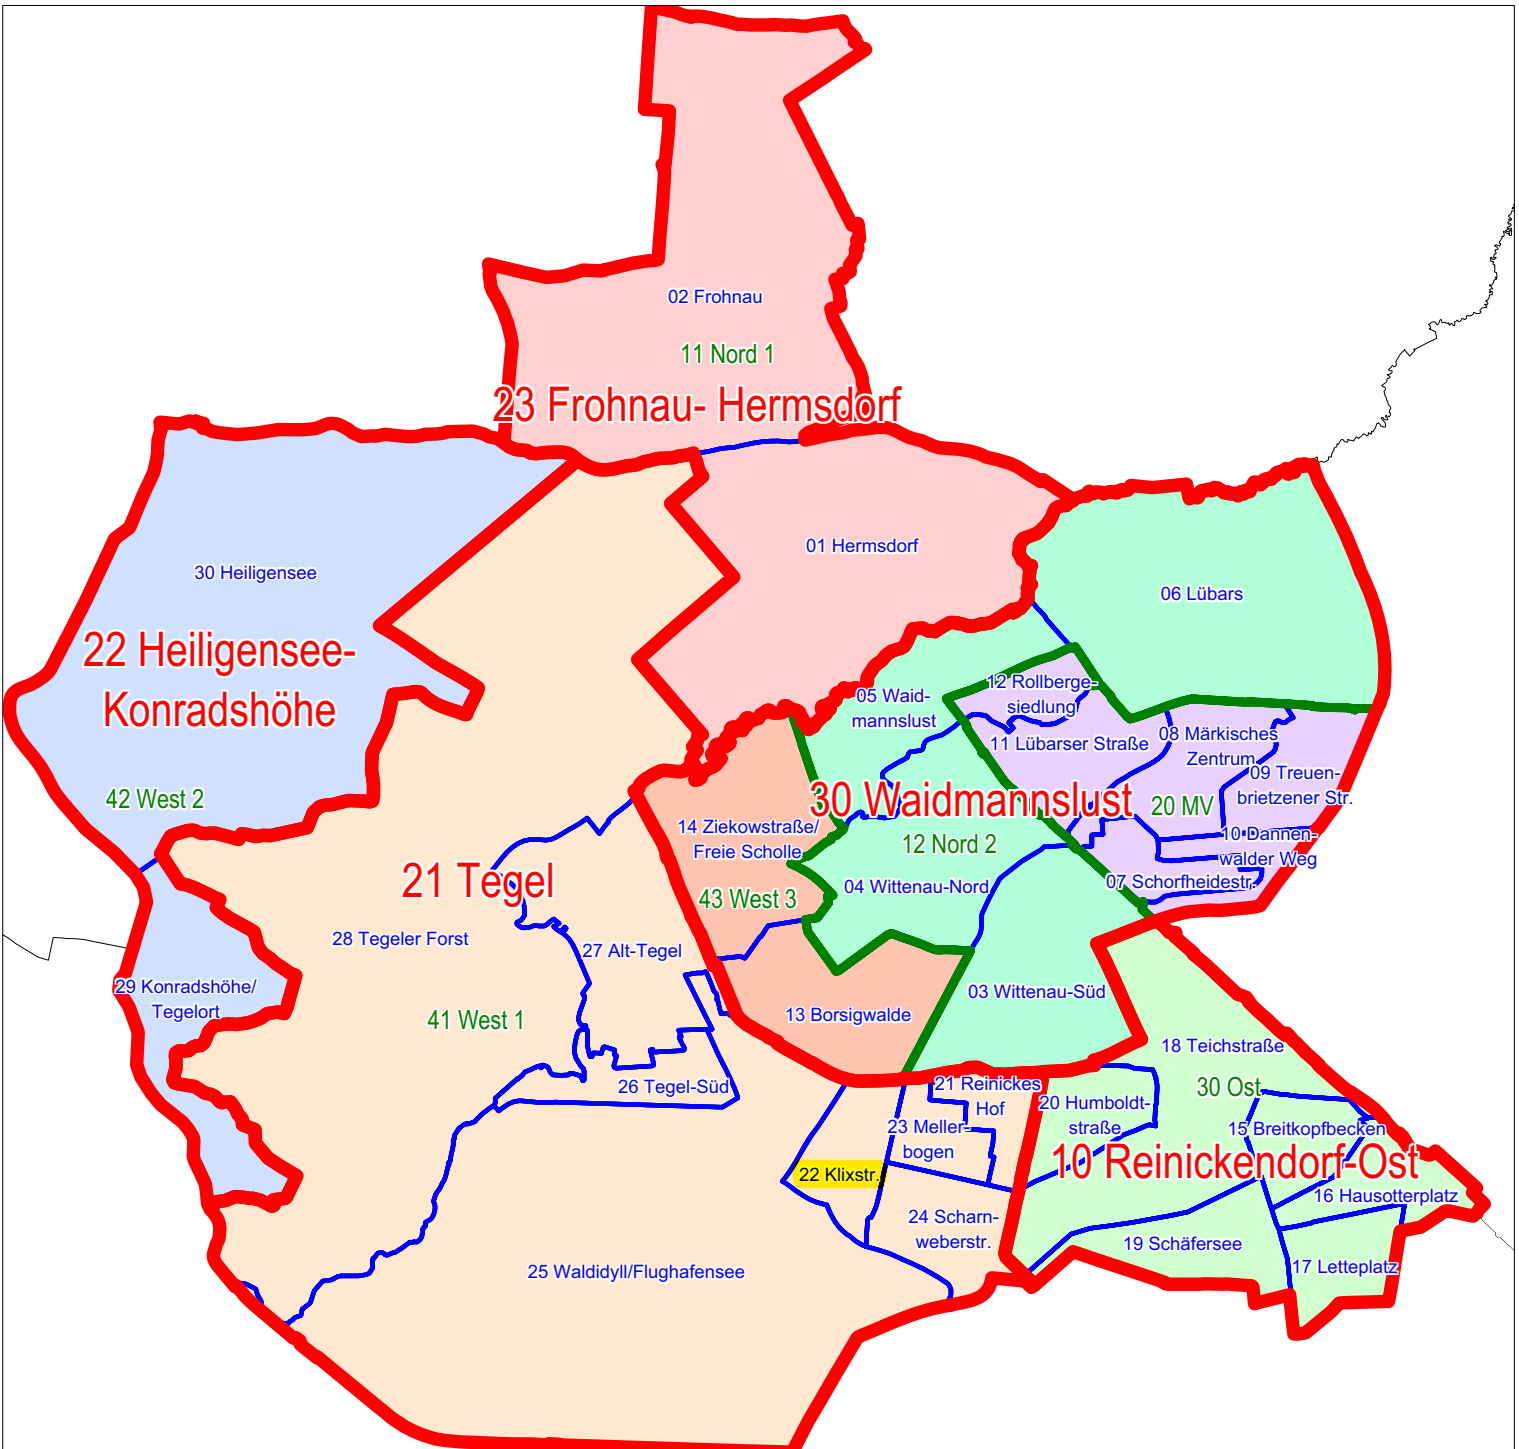 02 Frohnau
11 Nord 1
23 Frohnau- Hermsdorf
01 Hermsdorf
30 Heiligensee
06 Lübars
22 Heiligensee-
Konradshöhe
42 West 2
05 Waid-
mannslust
12 Rollberge-
siedlung
11 Lübarser Straße
08 Märkisches
Zentrum
09 Treuen-
brietzener Str.
30 Waidmannslust
20 MV
14 Ziekowstraße/
Freie Scholle
12 Nord 2
10 Dannen-
walder Weg
21 Tegel
43 West 3
04 Wittenau-Nord
07 Schorfheidestr.
28 Tegeler Forst
27 Alt-Tegel
29 Konradshöhe/
Tegelort
41 West 1
13 Borsigwalde
03 Wittenau-Süd
18 Teichstraße
26 Tegel-Süd
21 Reinickes
Hof
30 Ost
20 Humboldt-
straße
23 Meller-
bogen
15 Breitkopfbecken
10 Reinickendorf-Ost
22 Klixstr.
16 Hausotterplatz
24 Scharn-
weberstr.
19 Schäfersee
17 Letteplatz
25 Waldidyll/Flughafensee